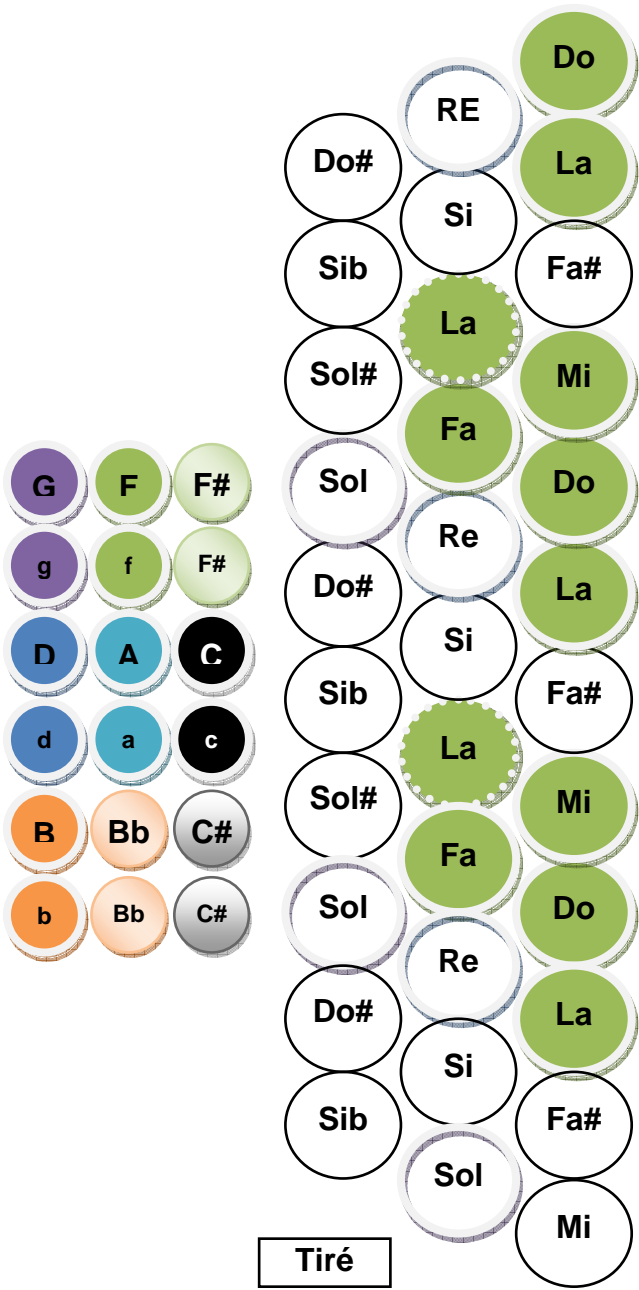 G F F#
g f F#
D A C
d a c
B Bb C#
b Bb C#
Do#
Sib
Sol#
Sol
Do#
Sib
Sol#
Sol
Do#
Sib
RE
Si
La
Fa
Re
Si
La
Fa
Re
Si
Sol
Do
La
Fa#
Mi
Do
La
Fa#
Mi
Do
La
Fa#
Mi
Tiré